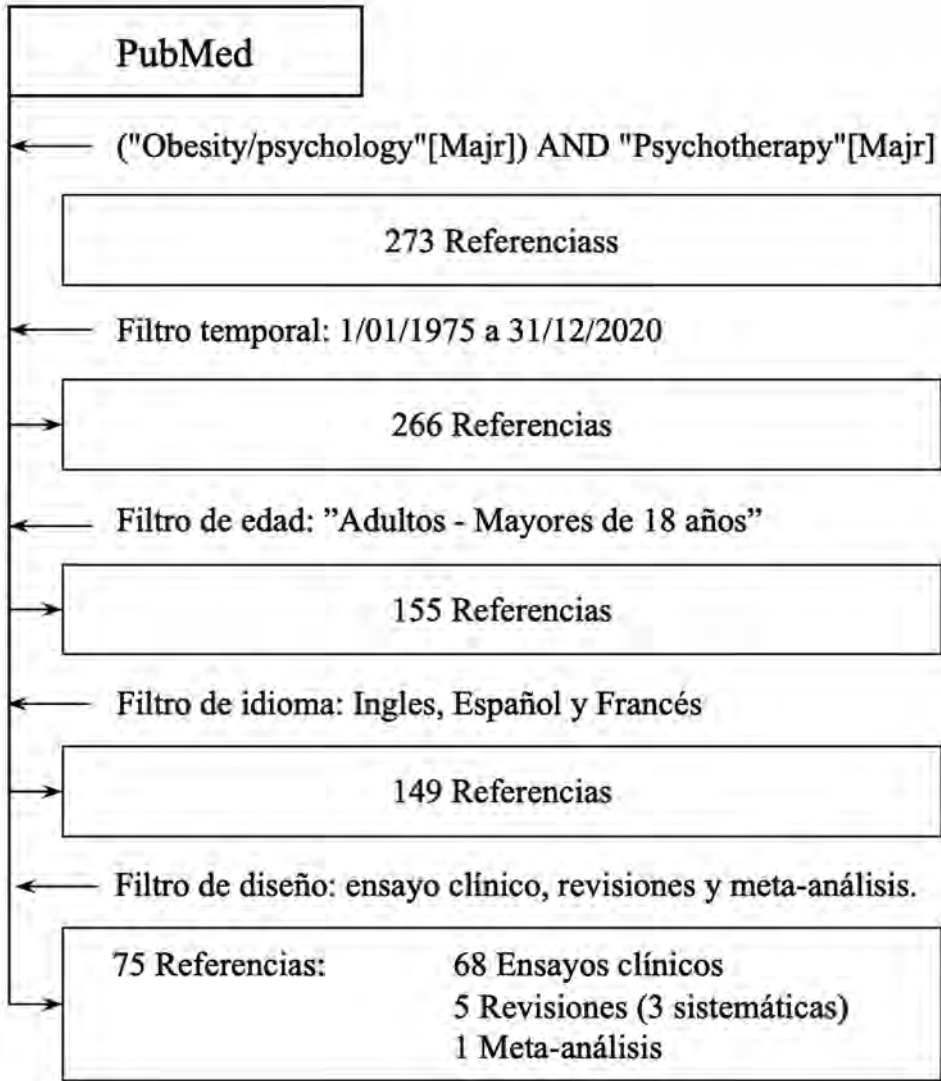 PubMed
("Obesity/psychology"[Majr]) AND "Psychotherapy"[Majr]
273 Referenciass
Filtro temporal: 1/01/1975 a 31/12/2020
266 Referencias
Filtro de edad: ”Adultos - Mayores de 18 años”
155 Referencias
Filtro de idioma: Ingles, Español y Francés
149 Referencias
Filtro de diseño: ensayo clínico, revisiones y meta-análisis.
75 Referencias: 68 Ensayos clínicos
5 Revisiones (3 sistemáticas)
1 Meta-análisis